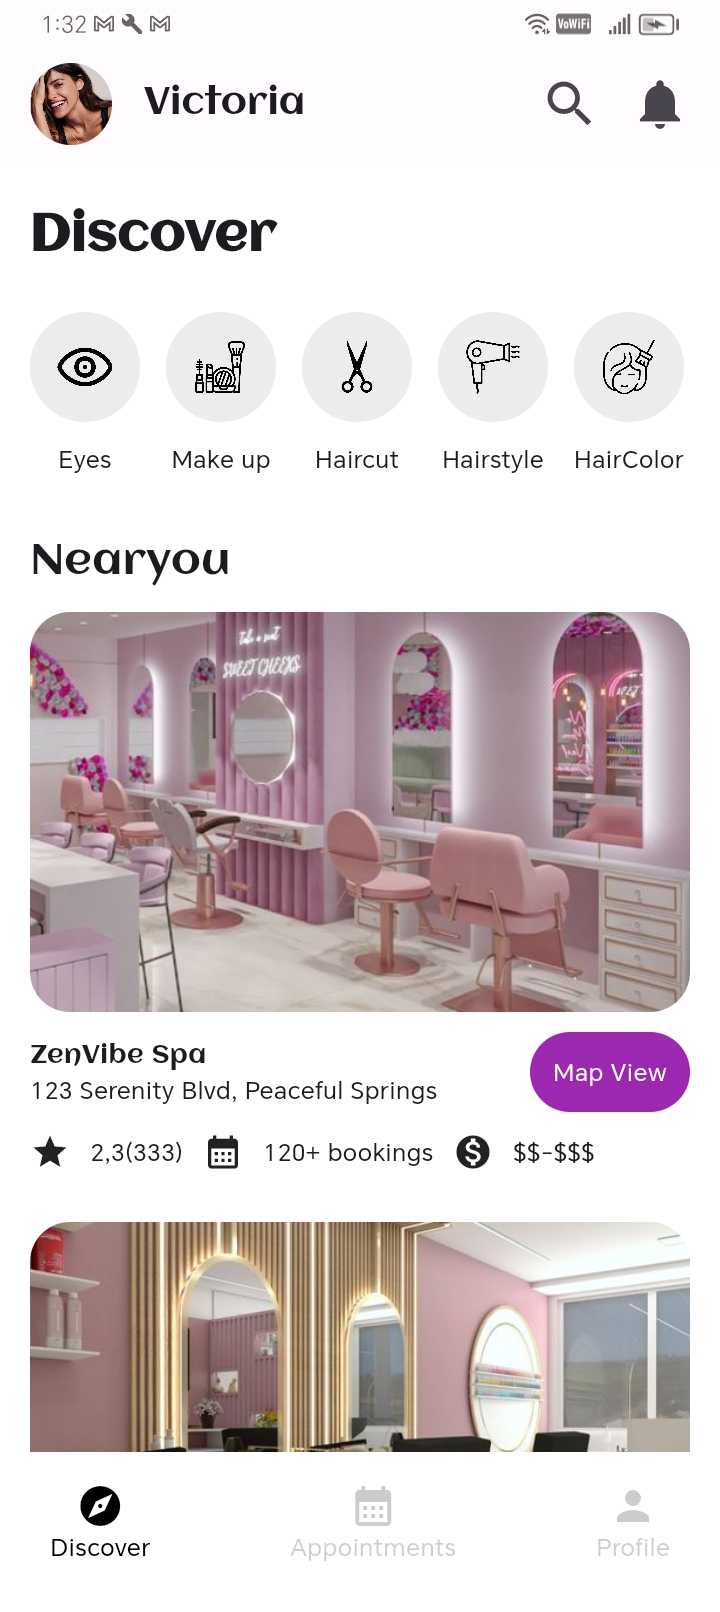 1:32
VoWiFi
Victoria
Discover
Eyes
Make up
Haircut
Hairstyle
HairColor
Nearyou
take a seat
SWEET CHEEKS
ZenVibe Spa
Map View
123 Serenity Blvd, Peaceful Springs
2,3(333)
120+ bookings
$$-$$$
Discover
Appointments
Profile